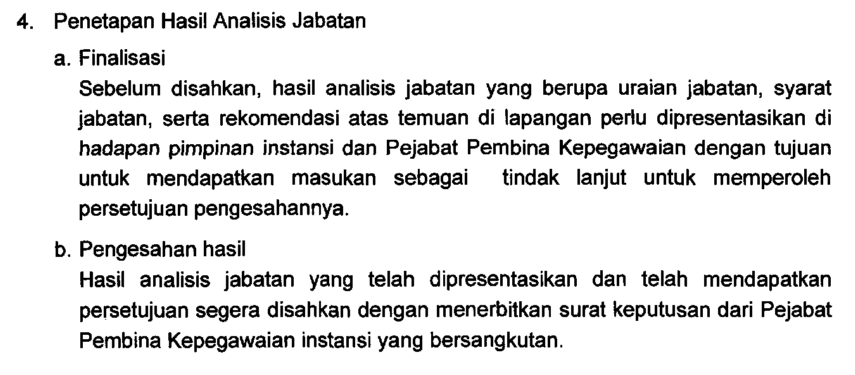 4. Penetapan Hasil Analisis Jabatan
a. Finalisasi
Sebelum disahkan, hasil analisis jabatan yang berupa uraian jabatan, syarat
jabatan, serta rekomendasi atas temuan di lapangan perlu dipresentasikan di
hadapan pimpinan instansi dan Pejabat Pembina Kepegawaian dengan tujuan
untuk mendapatkan masukan sebagai tindak lanjut untuk memperoleh
persetujuan pengesahannya.
b. Pengesahan hasil
Hasil analisis jabatan yang telah dipresentasikan dan telah mendapatkan
persetujuan segera disahkan dengan menerbitkan surat keputusan dari Pejabat
Pembina Kepegawaian instansi yang bersangkutan.